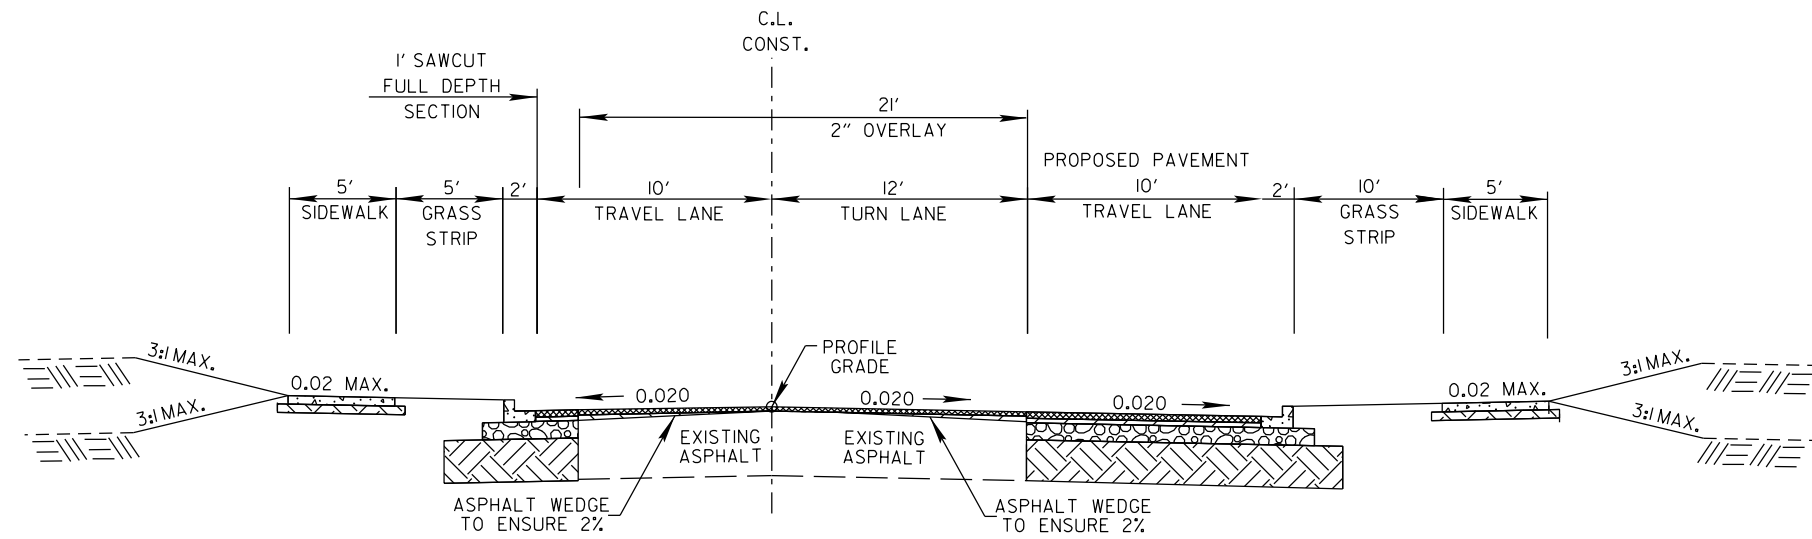 C.L.
CONST.
1' SAWCUT
FULL DEPTH
SECTION
21'
2" OVERLAY
PROPOSED PAVEMENT
5'
5'
2'
10'
12'
10'
2'
10'
5'
SIDEWALK
GRASS
STRIP
TRAVEL LANE
TURN LANE
TRAVEL LANE
GRASS
STRIP
SIDEWALK
3:1 MAX.
3:1 MAX.
0.02 MAX.
0.020
PROFILE
GRADE
0.020
0.020
0.02 MAX.
3:1 MAX.
3:1 MAX.
EXISTING
ASPHALT
EXISTING
ASPHALT
ASPHALT WEDGE
TO ENSURE 2%
ASPHALT WEDGE
TO ENSURE 2%